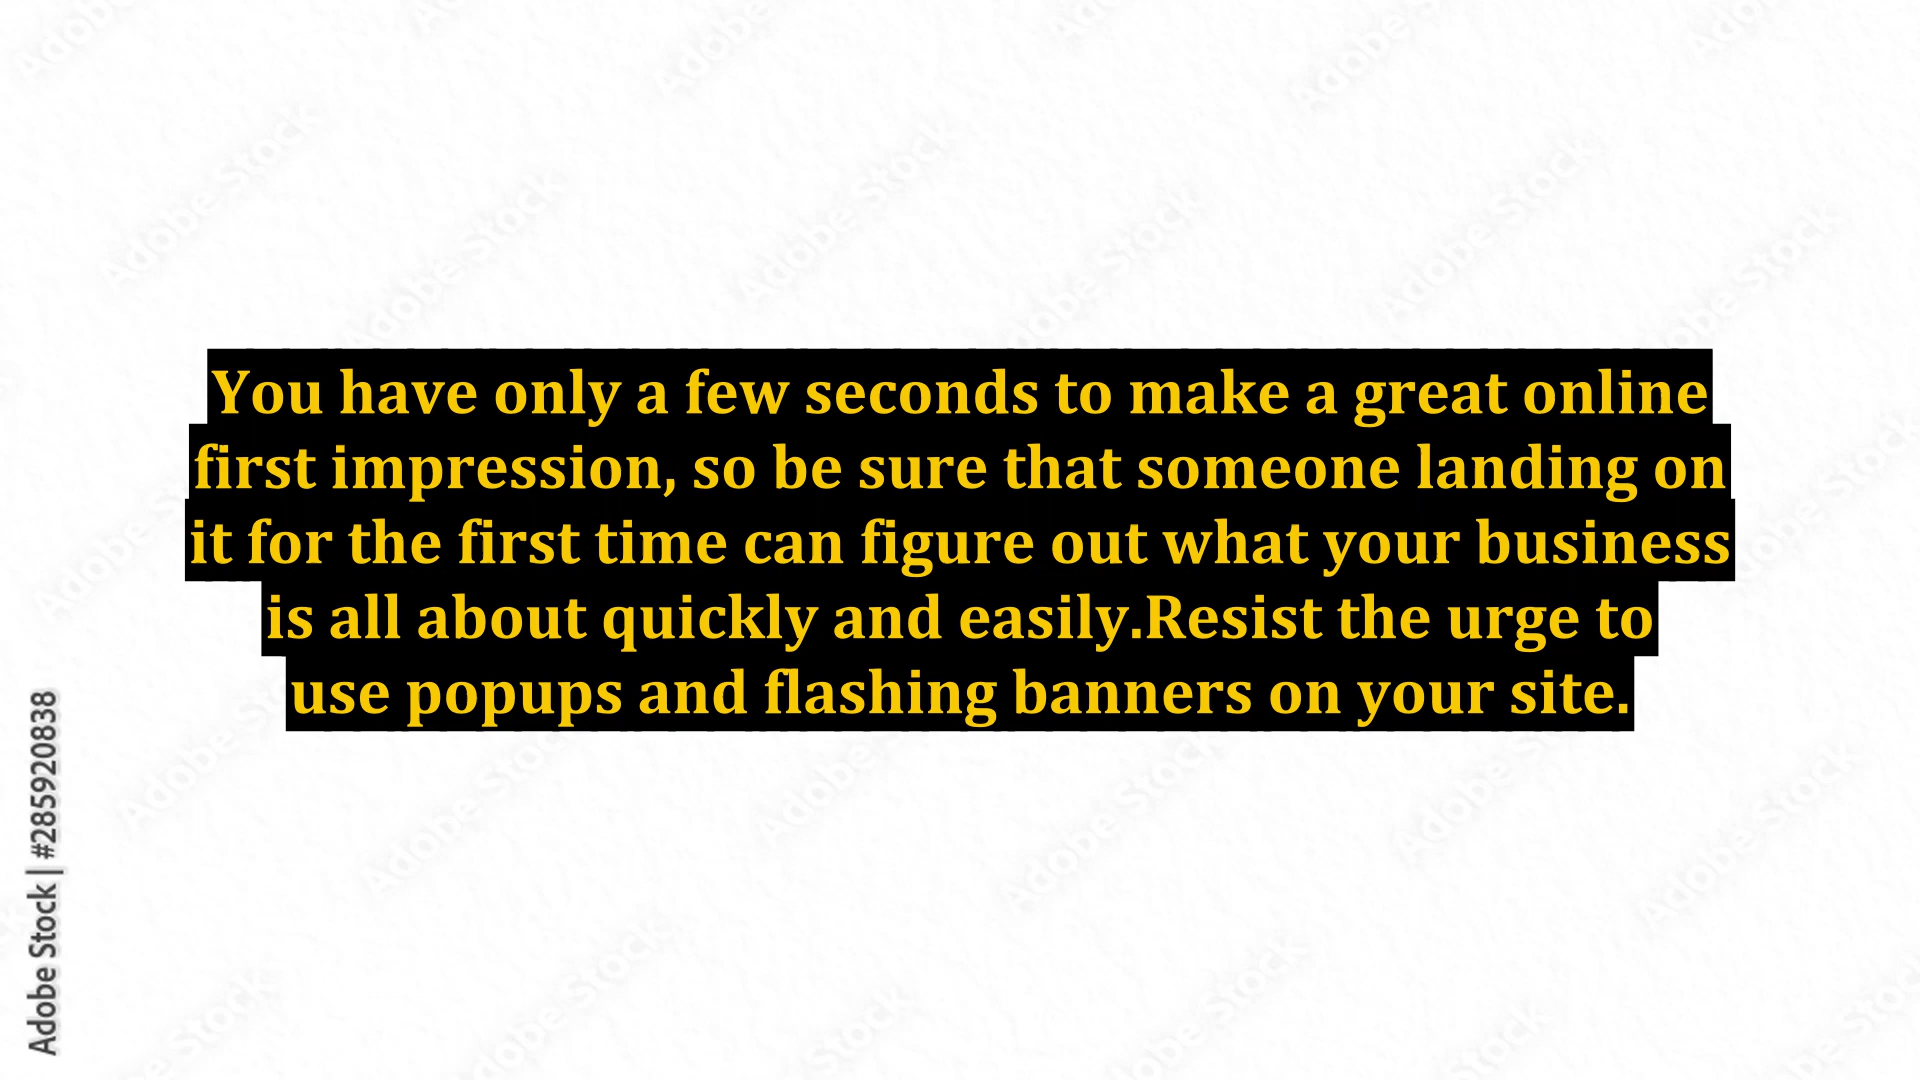 You have only a few seconds to make a great online
first impression, so be sure that someone landing on
it for the first time can figure out what your business
is all about quickly and easily.Resist the urge to
use popups and flashing banners on your site.
Adobe Stock | #285920838